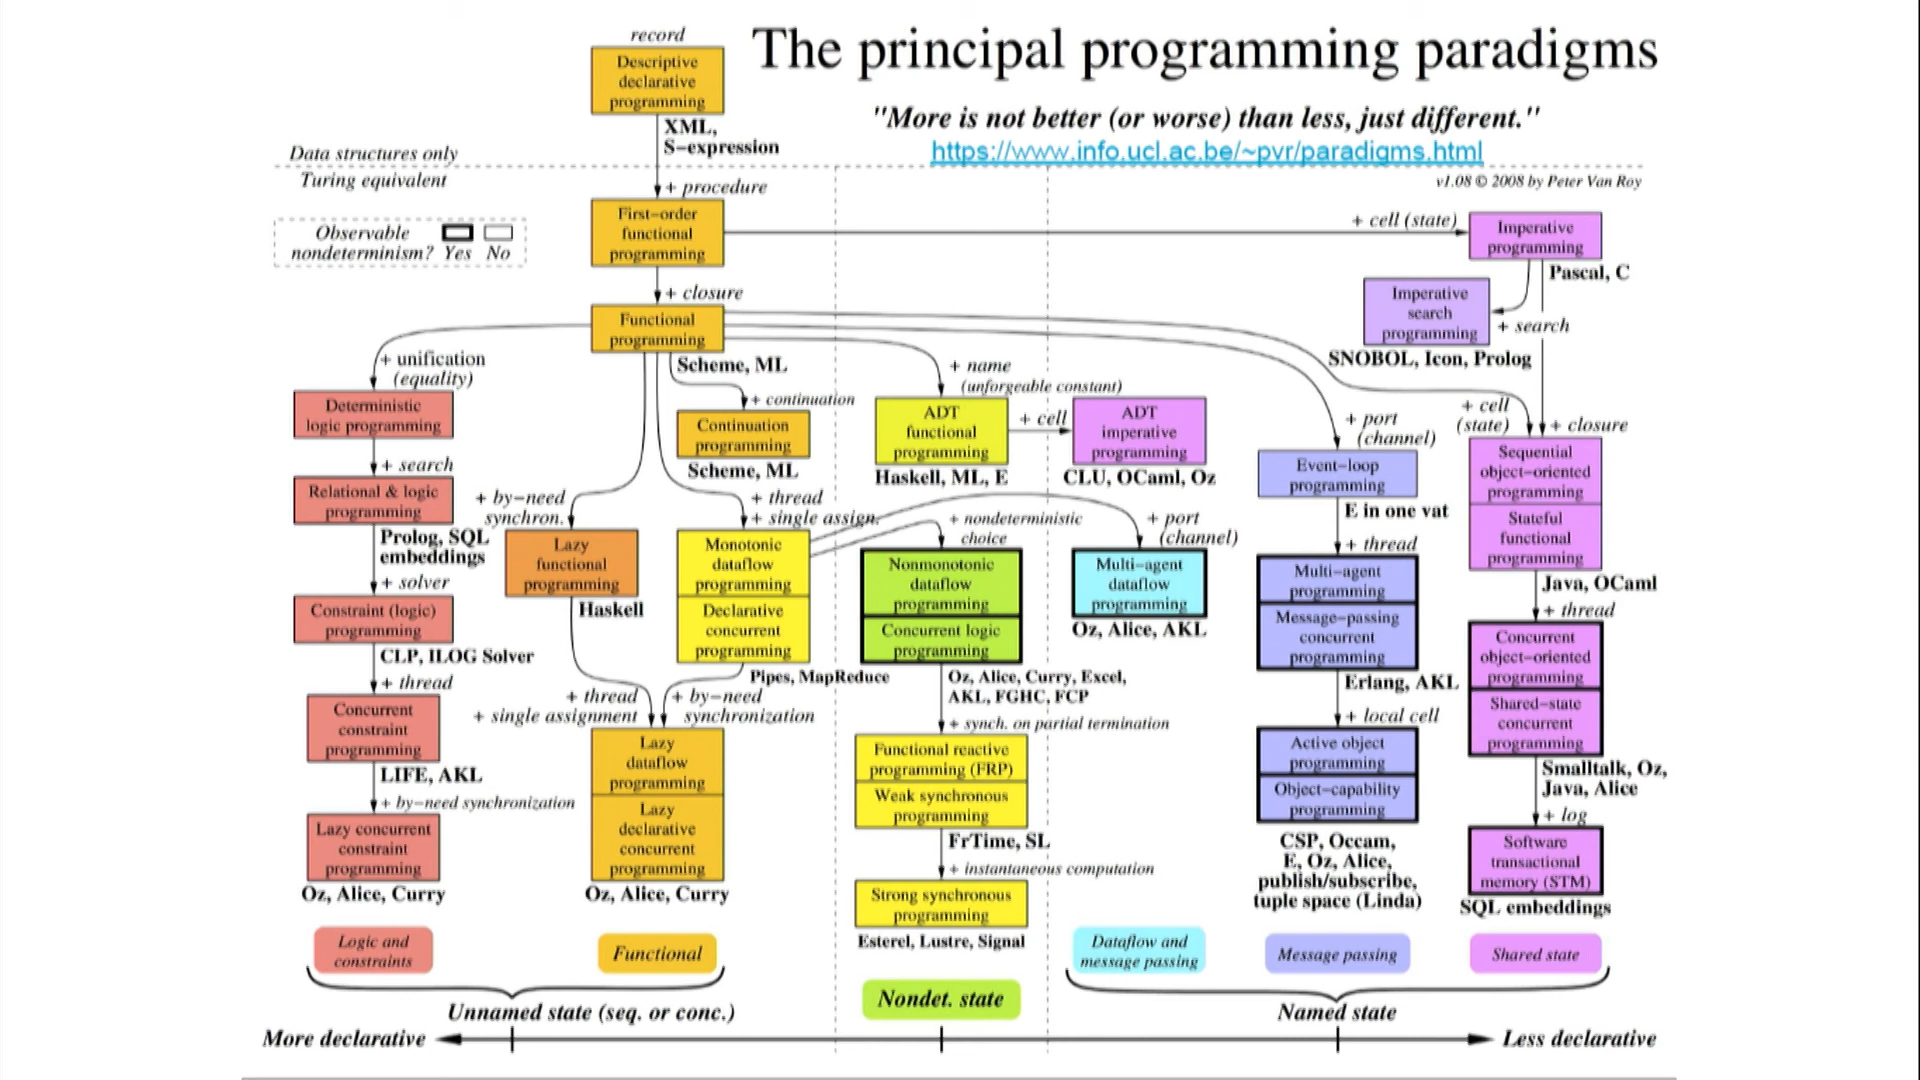 The principal programming paradigms
"More is not better (or worse) than less, just different."
https://www.info.ucl.ac.be/~pvr/paradigms.html
v1.08 © 2008 by Peter Van Roy
record
Descriptive
declarative
programming
XML,
S−expression
Data structures only
Turing equivalent
+ procedure
Observable
nondeterminism? Yes No
First−order
functional
programming
+ cell (state)
Imperative
programming
Pascal, C
+ closure
Imperative
search
programming
+ search
SNOBOL, Icon, Prolog
Functional
programming
Scheme, ML
+ unification
(equality)
+ continuation
+ name
(unforgeable constant)
Deterministic
logic programming
Continuation
programming
Scheme, ML
ADT
functional
programming
Haskell, ML, E
+ cell
ADT
imperative
programming
CLU, OCaml, Oz
+ port
(channel)
+ cell
(state)
+ closure
+ search
Relational & logic
programming
Prolog, SQL
embeddings
+ by−need
synchron.
+ thread
+ single assign.
+ nondeterministic
choice
+ port
(channel)
Event−loop
programming
E in one vat
+ thread
Sequential
object−oriented
programming
Stateful
functional
programming
Java, OCaml
+ thread
+ solver
Constraint (logic)
programming
CLP, ILOG Solver
+ thread
Lazy
functional
programming
Haskell
Monotonic
dataflow
programming
Declarative
concurrent
programming
Pipes, MapReduce
Nonmonotonic
dataflow
programming
Concurrent logic
programming
Oz, Alice, Curry, Excel,
AKL, FGHC, FCP
Multi−agent
dataflow
programming
Oz, Alice, AKL
Multi−agent
programming
Message−passing
concurrent
programming
Erlang, AKL
+ local cell
Concurrent
object−oriented
programming
Shared−state
concurrent
programming
Smalltalk, Oz,
Java, Alice
+ log
Concurrent
constraint
programming
LIFE, AKL
+ by−need synchronization
+ thread
+ single assignment
+ by−need
synchronization
+ synch. on partial termination
Lazy
dataflow
programming
Lazy
declarative
concurrent
programming
Oz, Alice, Curry
Functional reactive
programming (FRP)
Weak synchronous
programming
FrTime, SL
+ instantaneous computation
Active object
programming
Object−capability
programming
CSP, Occam,
E, Oz, Alice,
publish/subscribe,
tuple space (Linda)
Software
transactional
memory (STM)
SQL embeddings
Lazy concurrent
constraint
programming
Oz, Alice, Curry
Strong synchronous
programming
Esterel, Lustre, Signal
Logic and
constraints
Functional
Dataflow and
message passing
Message passing
Shared state
Nondet. state
Unnamed state (seq. or conc.)
Named state
More declarative
Less declarative